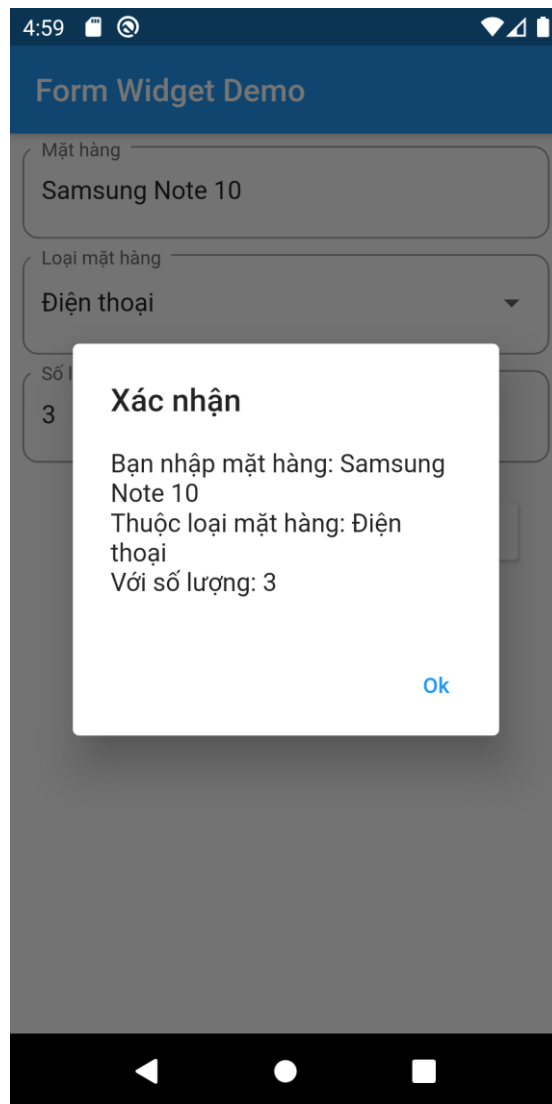 4:59
Form Widget Demo
Mặt hàng
Samsung Note 10
Loại mặt hàng
Điện thoại
Số
3
Xác nhận
Bạn nhập mặt hàng: Samsung
Note 10
Thuộc loại mặt hàng: Điện
thoại
Với số lượng: 3
Ok